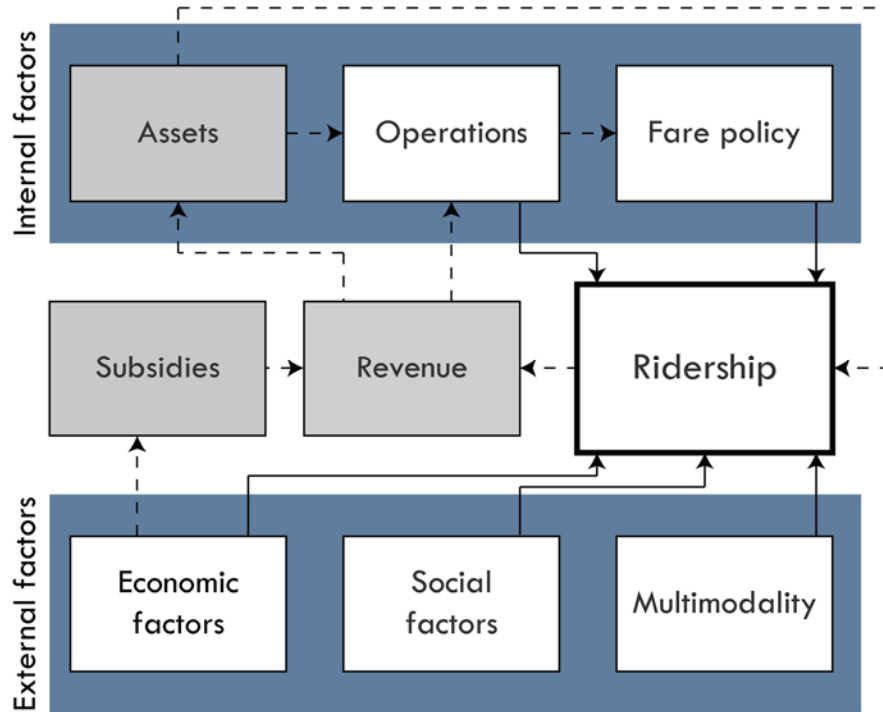 Internal factors
Assets
Operations
Fare policy
Subsidies
Revenue
Ridership
External factors
Economic
factors
Social
factors
Multimodality